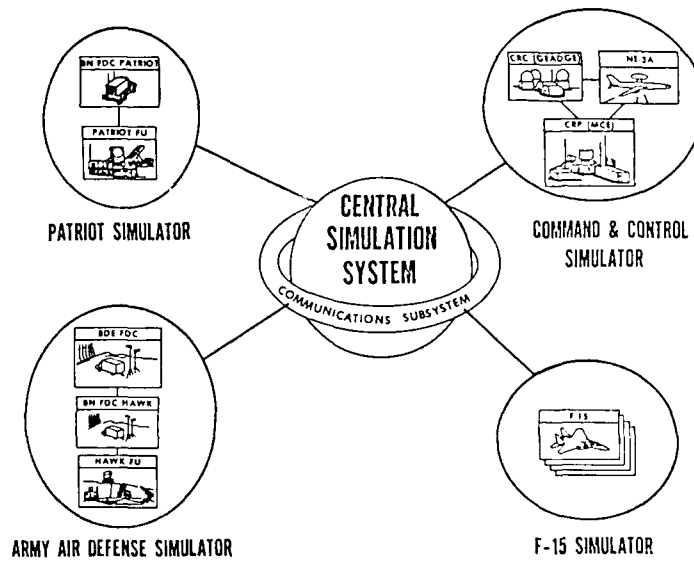 BN FDC PATRIOT
PATRIOT FU
PATRIOT SIMULATOR
CRC (GEADGE)
NE-3A
CRP (MCE)
COMMAND & CONTROL
SIMULATOR
CENTRAL
SIMULATION
SYSTEM
COMMUNICATIONS SUBSYSTEM
BDE FDC
BN FDC HAWK
HAWK FU
ARMY AIR DEFENSE SIMULATOR
F-15
F-15 SIMULATOR